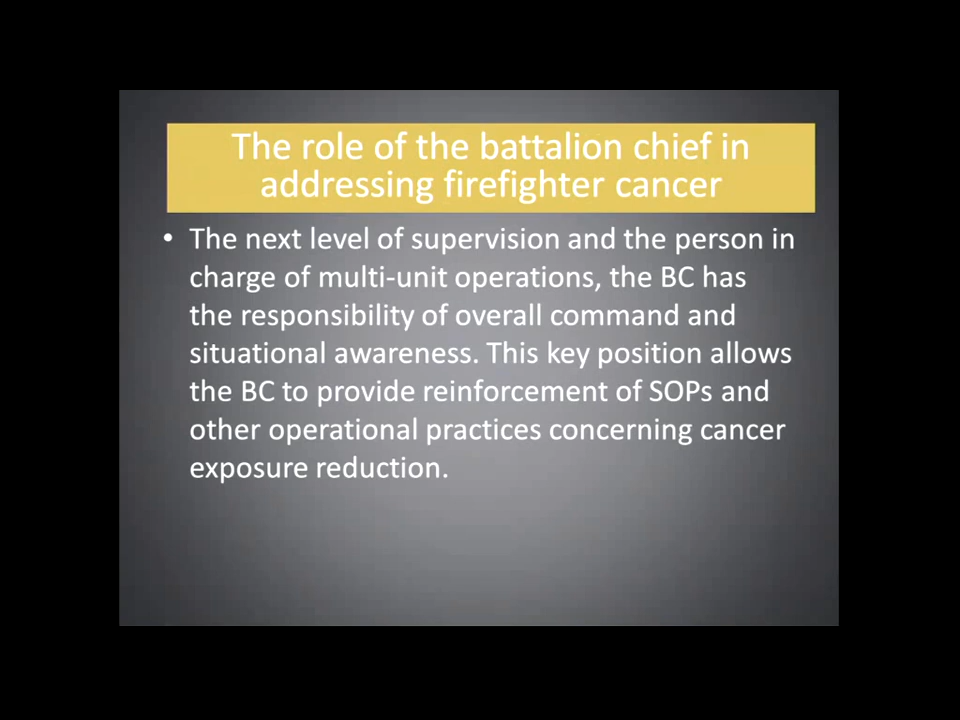 The role of the battalion chief in
addressing firefighter cancer
• The next level of supervision and the person in
charge of multi-unit operations, the BC has
the responsibility of overall command and
situational awareness. This key position allows
the BC to provide reinforcement of SOPs and
other operational practices concerning cancer
exposure reduction.